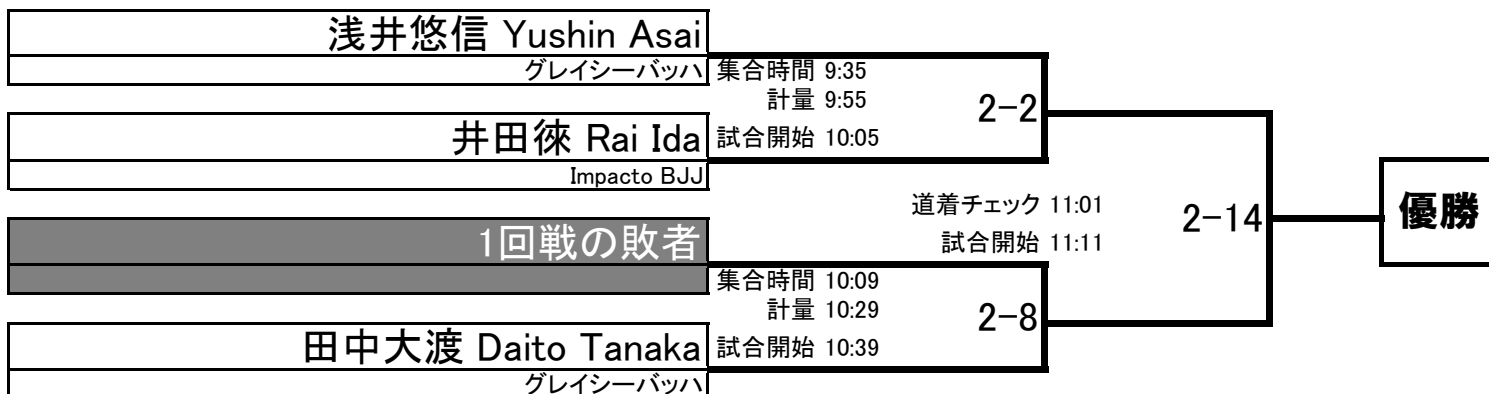 浅井悠信 Yushin Asai
グレイシーバッハ
集合時間 9:35
計量 9:55
2-2
井田徠 Rai Ida
試合開始 10:05
Impacto BJJ
道着チェック 11:01
2-14
優勝
試合開始 11:11
1回戦の敗者
集合時間 10:09
計量 10:29
2-8
田中大渡 Daito Tanaka
試合開始 10:39
グレイシーバッハ